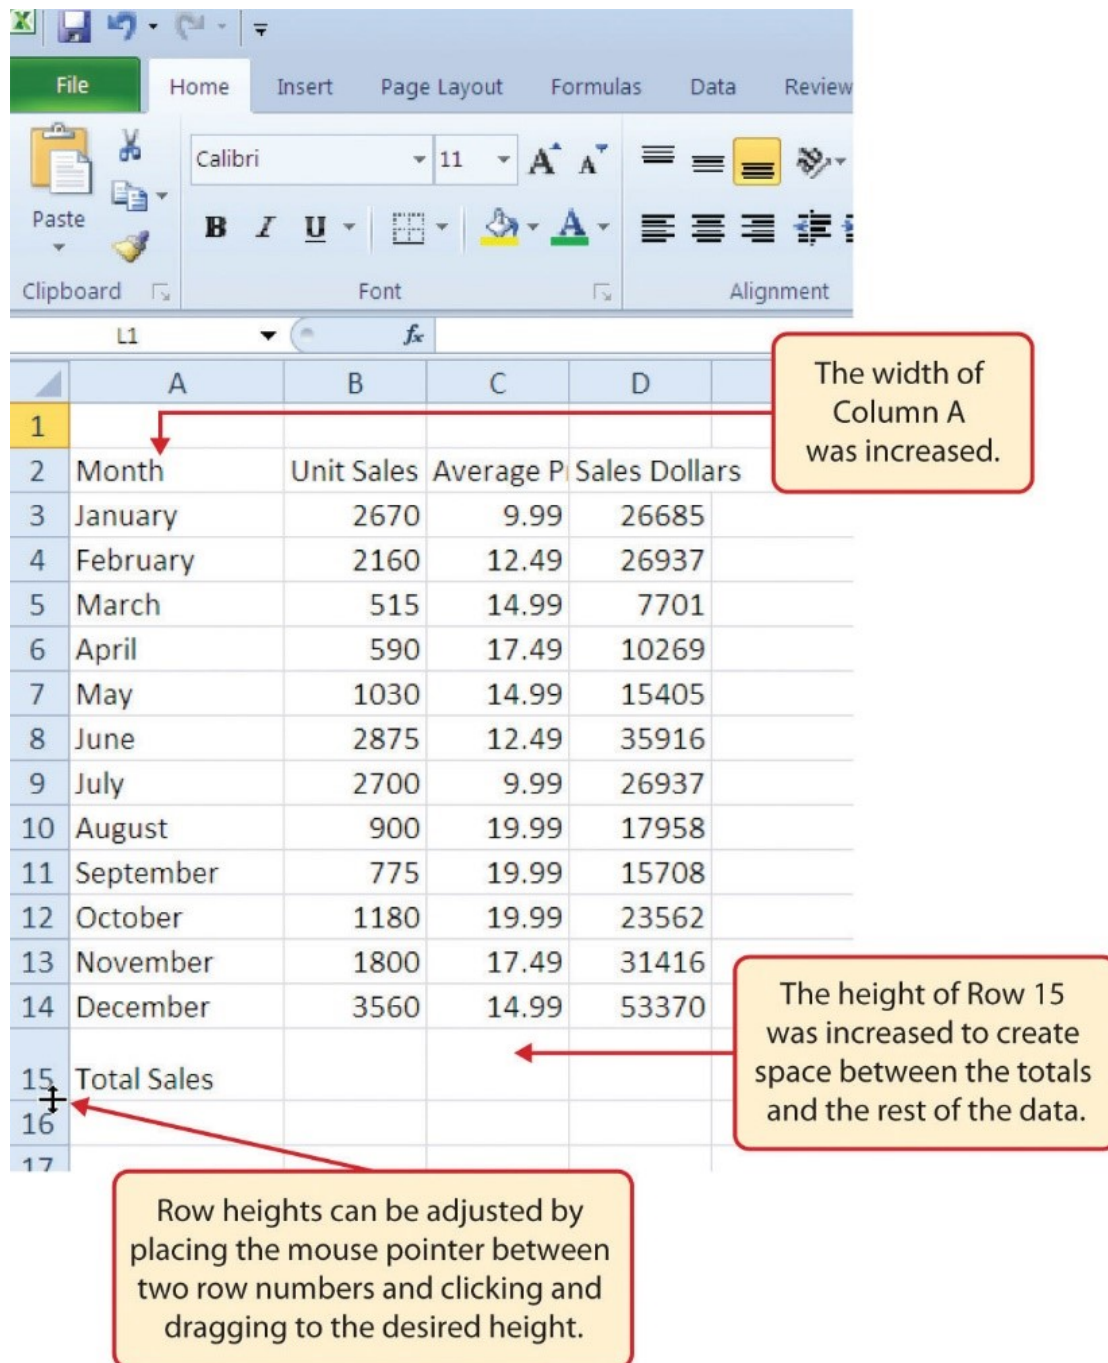 File Home Insert Page Layout Formulas Data Review
Calibri 11 A A
Paste B I U A
Clipboard Font Alignment
L1 fx
A B C D
1
2 Month Unit Sales Average P Sales Dollars
3 January 2670 9.99 26685
4 February 2160 12.49 26937
5 March 515 14.99 7701
6 April 590 17.49 10269
7 May 1030 14.99 15405
8 June 2875 12.49 35916
9 July 2700 9.99 26937
10 August 900 19.99 17958
11 September 775 19.99 15708
12 October 1180 19.99 23562
13 November 1800 17.49 31416
14 December 3560 14.99 53370
15 Total Sales
16
17
The width of
Column A
was increased.
The height of Row 15
was increased to create
space between the totals
and the rest of the data.
Row heights can be adjusted by
placing the mouse pointer between
two row numbers and clicking and
dragging to the desired height.